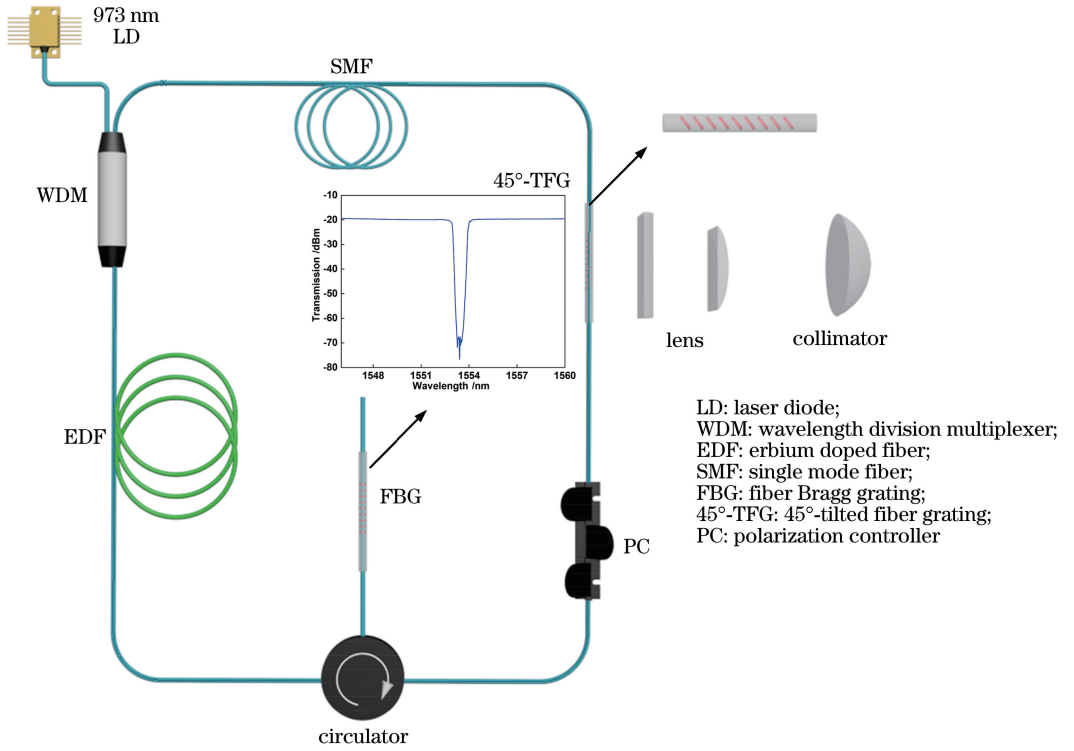 973 nm
LD
SMF
WDM
45°-TFG
-10
-20
-30
-40
-50
-60
-70
-80
Transmission /dBm
1548 1551 1554 1557 1560
Wavelength /nm
lens
collimator
EDF
FBG
PC
circulator
LD: laser diode;
WDM: wavelength division multiplexer;
EDF: erbium doped fiber;
SMF: single mode fiber;
FBG: fiber Bragg grating;
45°-TFG: 45°-tilted fiber grating;
PC: polarization controller